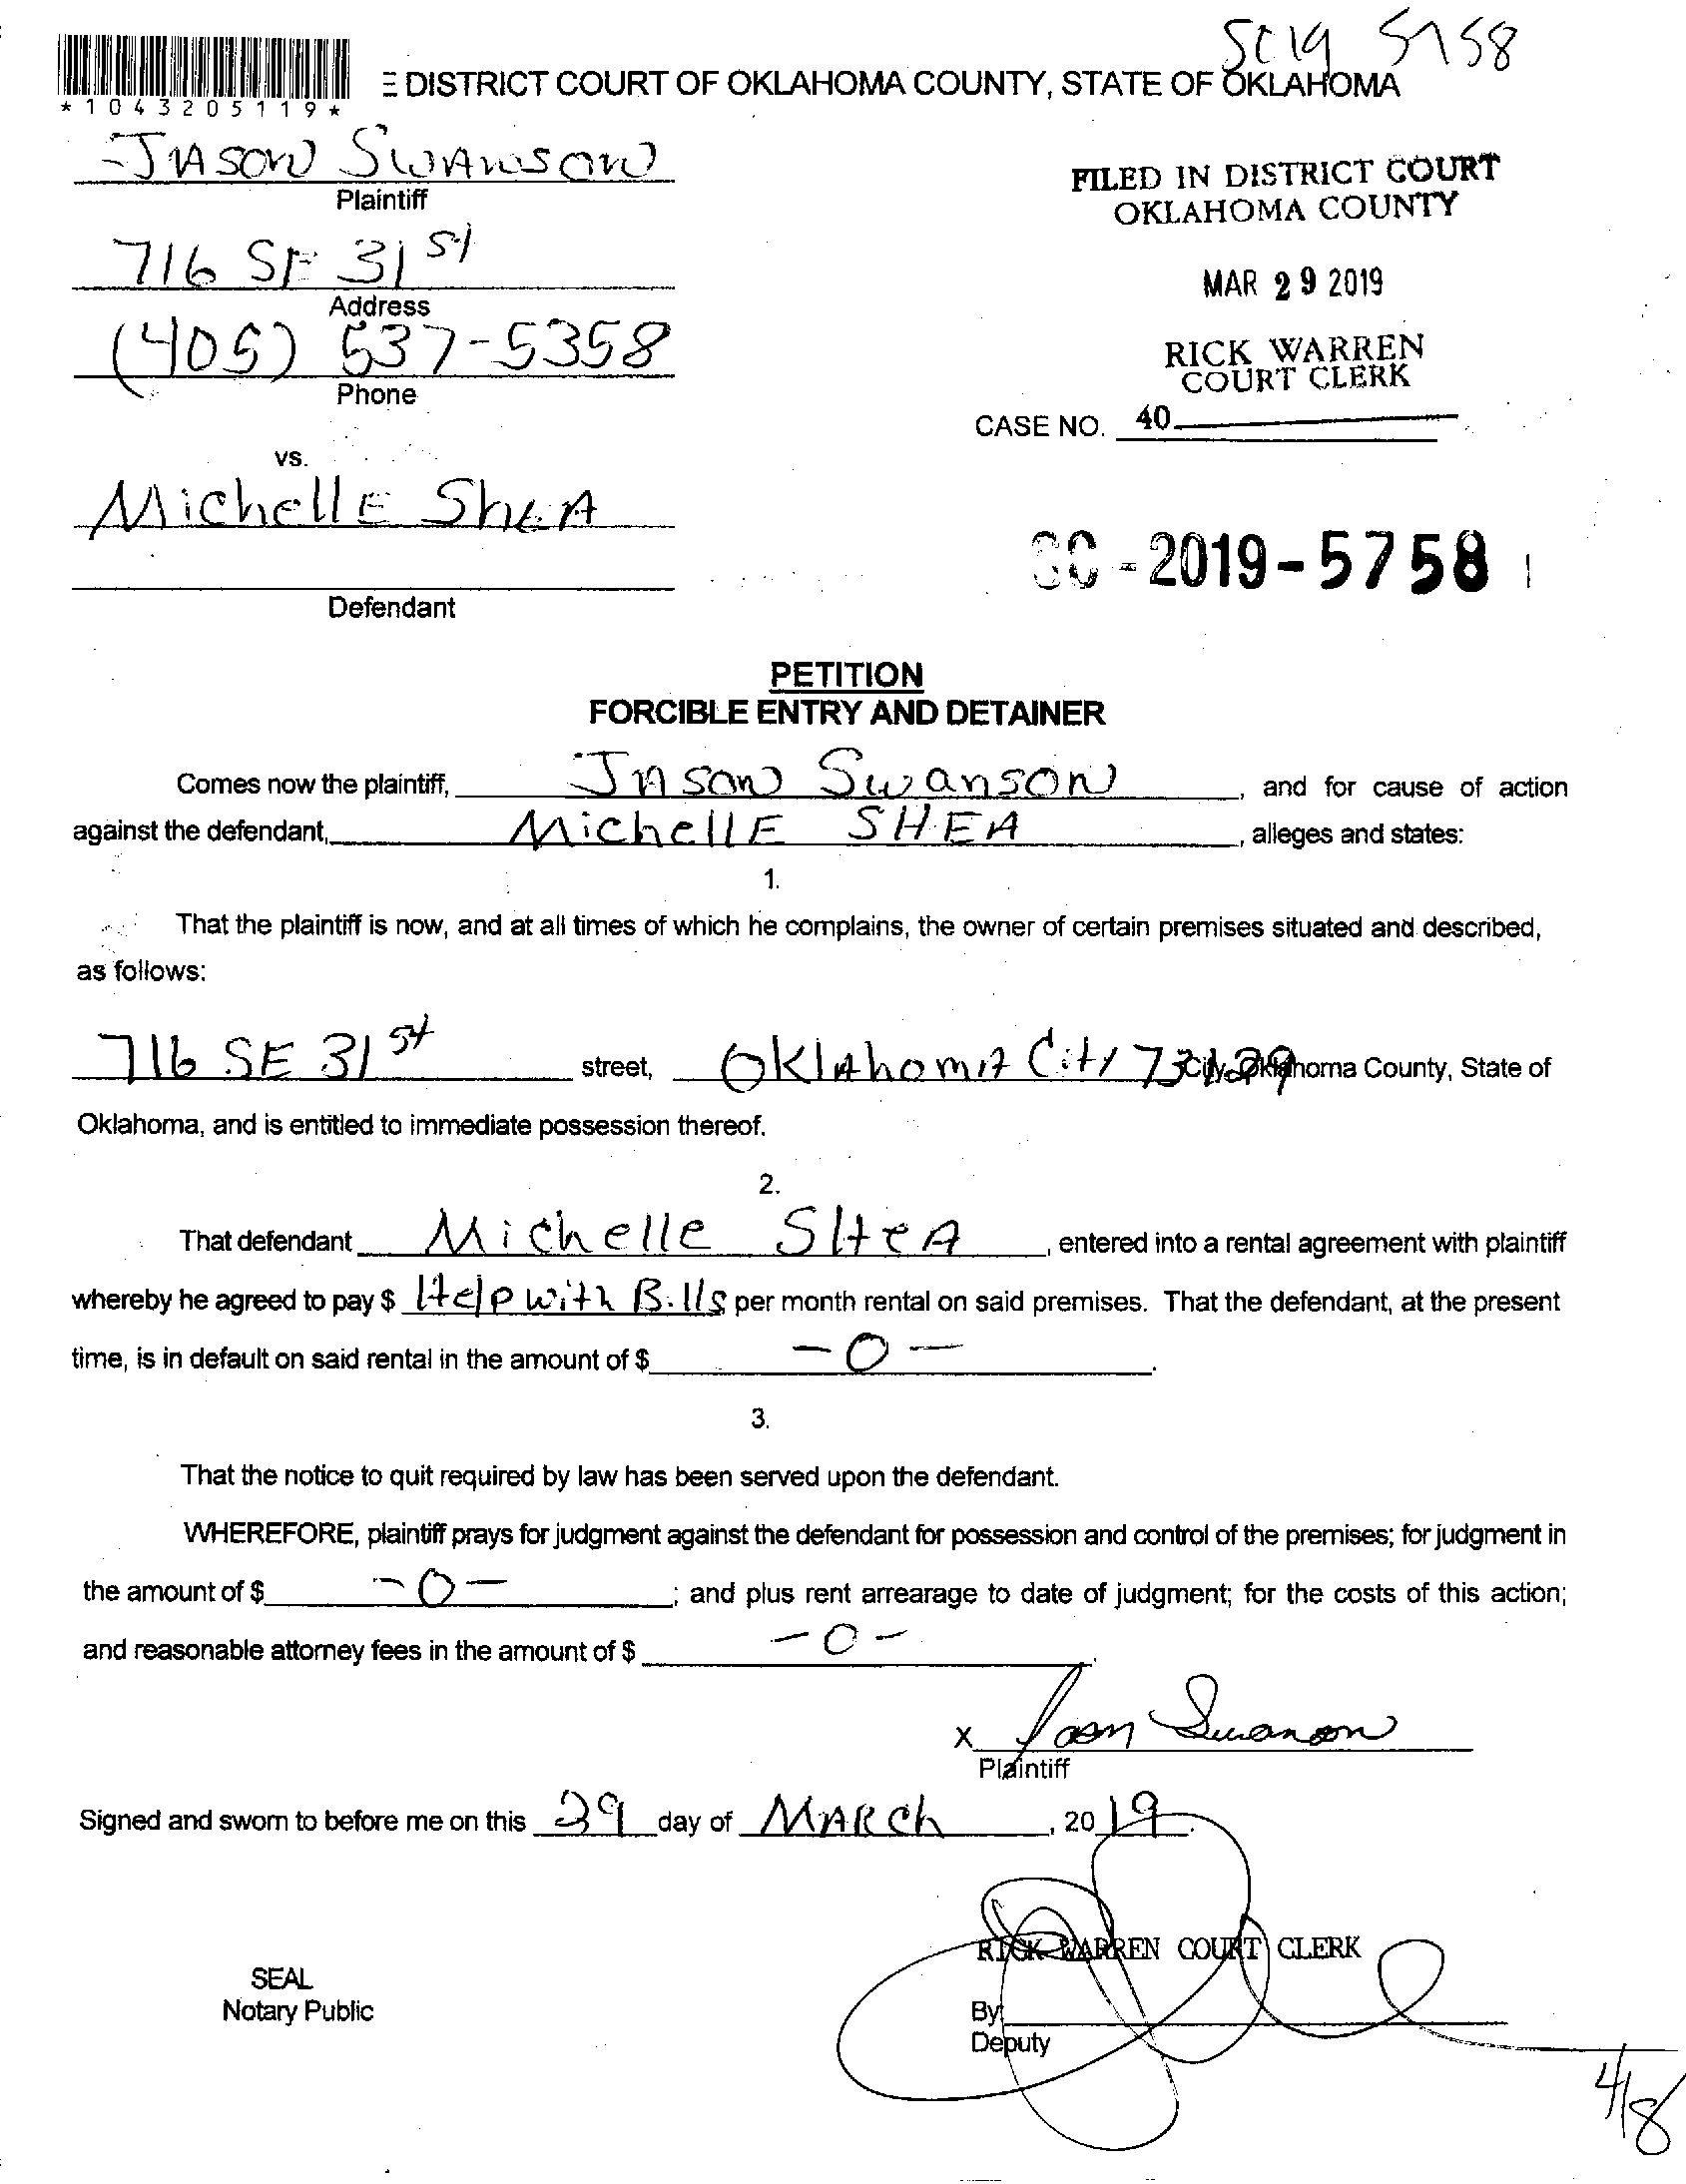 SC19 5758
*1043205119*
E DISTRICT COURT OF OKLAHOMA COUNTY, STATE OF OKLAHOMA
JASON SWANSON
Plaintiff
FILED IN DISTRICT COURT
OKLAHOMA COUNTY
716 SE 31st
Address
MAR 29 2019
(405) 537-5358
Phone
RICK WARREN
COURT CLERK
CASE NO. 40
vs.
MichellE ShEA
SC-2019-5758
Defendant
PETITION
FORCIBLE ENTRY AND DETAINER
Comes now the plaintiff, JASON SwansON, and for cause of action
against the defendant, MichellE SHEA, alleges and states:
1.
That the plaintiff is now, and at all times of which he complains, the owner of certain premises situated and described,
as follows:
716 SE 31st street, OKlAhomA City 73129 City, Oklahoma County, State of
Oklahoma, and is entitled to immediate possession thereof.
2.
That defendant Michelle SHeA, entered into a rental agreement with plaintiff
whereby he agreed to pay $ Help with Bills per month rental on said premises. That the defendant, at the present
time, is in default on said rental in the amount of $ -0-.
3.
That the notice to quit required by law has been served upon the defendant.
WHEREFORE, plaintiff prays for judgment against the defendant for possession and control of the premises; for judgment in
the amount of $ -0-; and plus rent arrearage to date of judgment; for the costs of this action;
and reasonable attorney fees in the amount of $ -0-.
X Jason Swanson
Plaintiff
Signed and sworn to before me on this 29 day of MARch, 2019.
RICK WARREN COURT CLERK
SEAL
Notary Public
By
Deputy
4/8